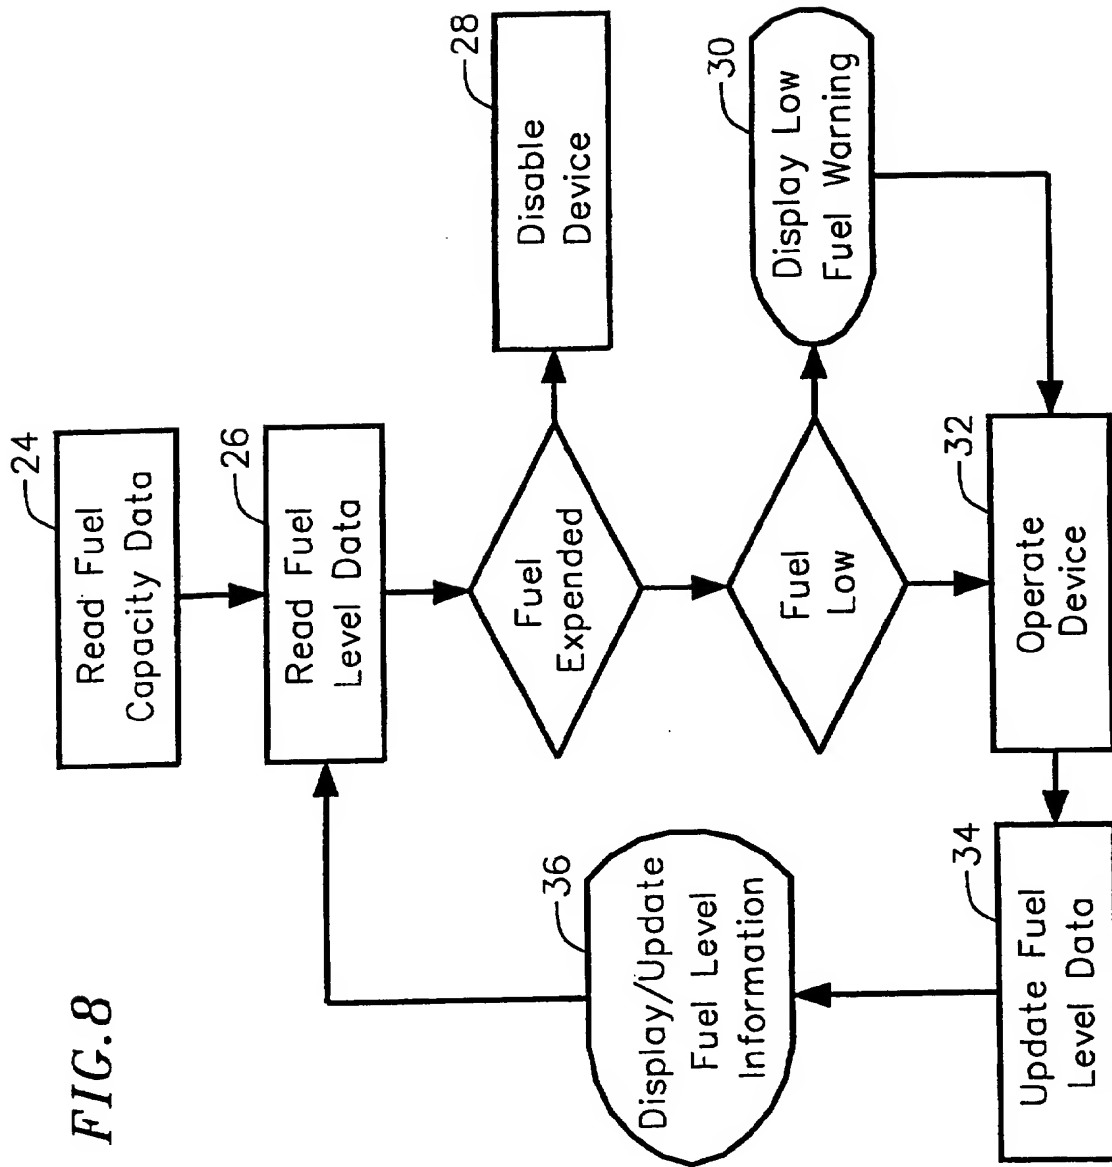 FIG.8
24
Read Fuel
Capacity Data
26
Read Fuel
Level Data
Fuel
Expended
28
Disable
Device
Fuel
Low
30
Display Low
Fuel Warning
32
Operate
Device
34
Update Fuel
Level Data
36
Display/Update
Fuel Level
Information